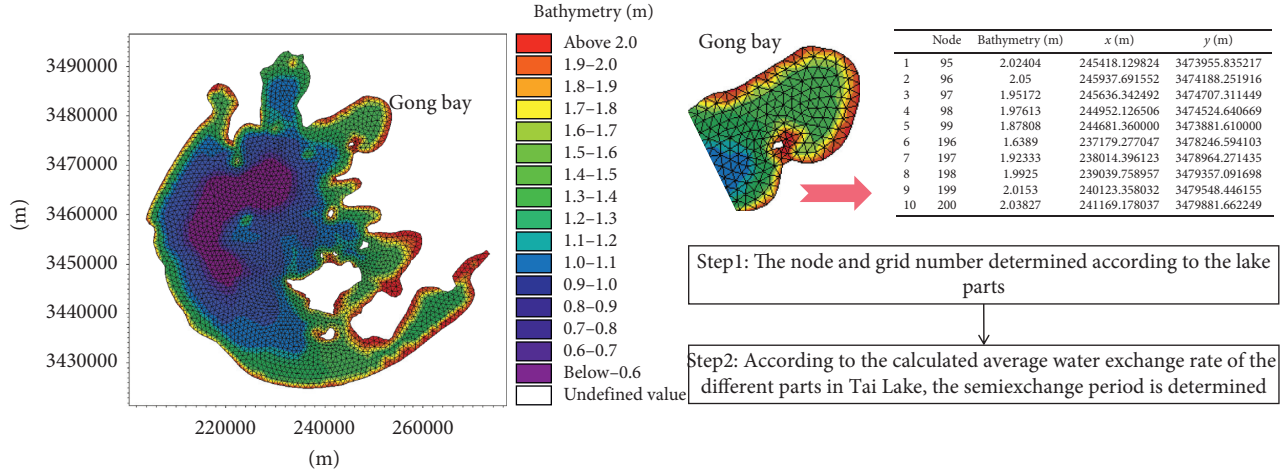 Bathymetry (m)
3490000
3480000
3470000
3460000
3450000
3440000
3430000
(m)
220000 240000 260000
(m)
Gong bay
Above 2.0
1.9–2.0
1.8–1.9
1.7–1.8
1.6–1.7
1.5–1.6
1.4–1.5
1.3–1.4
1.2–1.3
1.1–1.2
1.0–1.1
0.9–1.0
0.8–0.9
0.7–0.8
0.6–0.7
Below–0.6
Undefined value
Gong bay
Node Bathymetry (m) x (m) y (m)
1 95 2.02404 245418.129824 3473955.835217
2 96 2.05 245937.691552 3474188.251916
3 97 1.95172 245636.342492 3474707.311449
4 98 1.97613 244952.126506 3474524.640669
5 99 1.87808 244681.360000 3473881.610000
6 196 1.6389 237179.277047 3478246.594103
7 197 1.92333 238014.396123 3478964.271435
8 198 1.9925 239039.758957 3479357.091698
9 199 2.0153 240123.358032 3479548.446155
10 200 2.03827 241169.178037 3479881.662249
Step1: The node and grid number determined according to the lake
parts
Step2: According to the calculated average water exchange rate of the
different parts in Tai Lake, the semiexchange period is determined